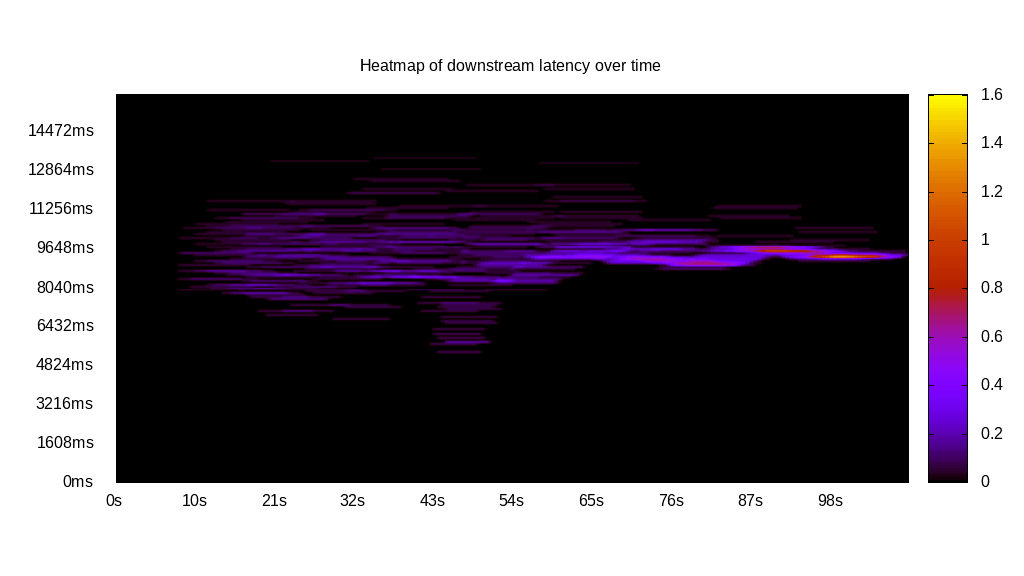 Heatmap of downstream latency over time
14472ms
12864ms
11256ms
9648ms
8040ms
6432ms
4824ms
3216ms
1608ms
0ms
0s 10s 21s 32s 43s 54s 65s 76s 87s 98s
1.6
1.4
1.2
1
0.8
0.6
0.4
0.2
0